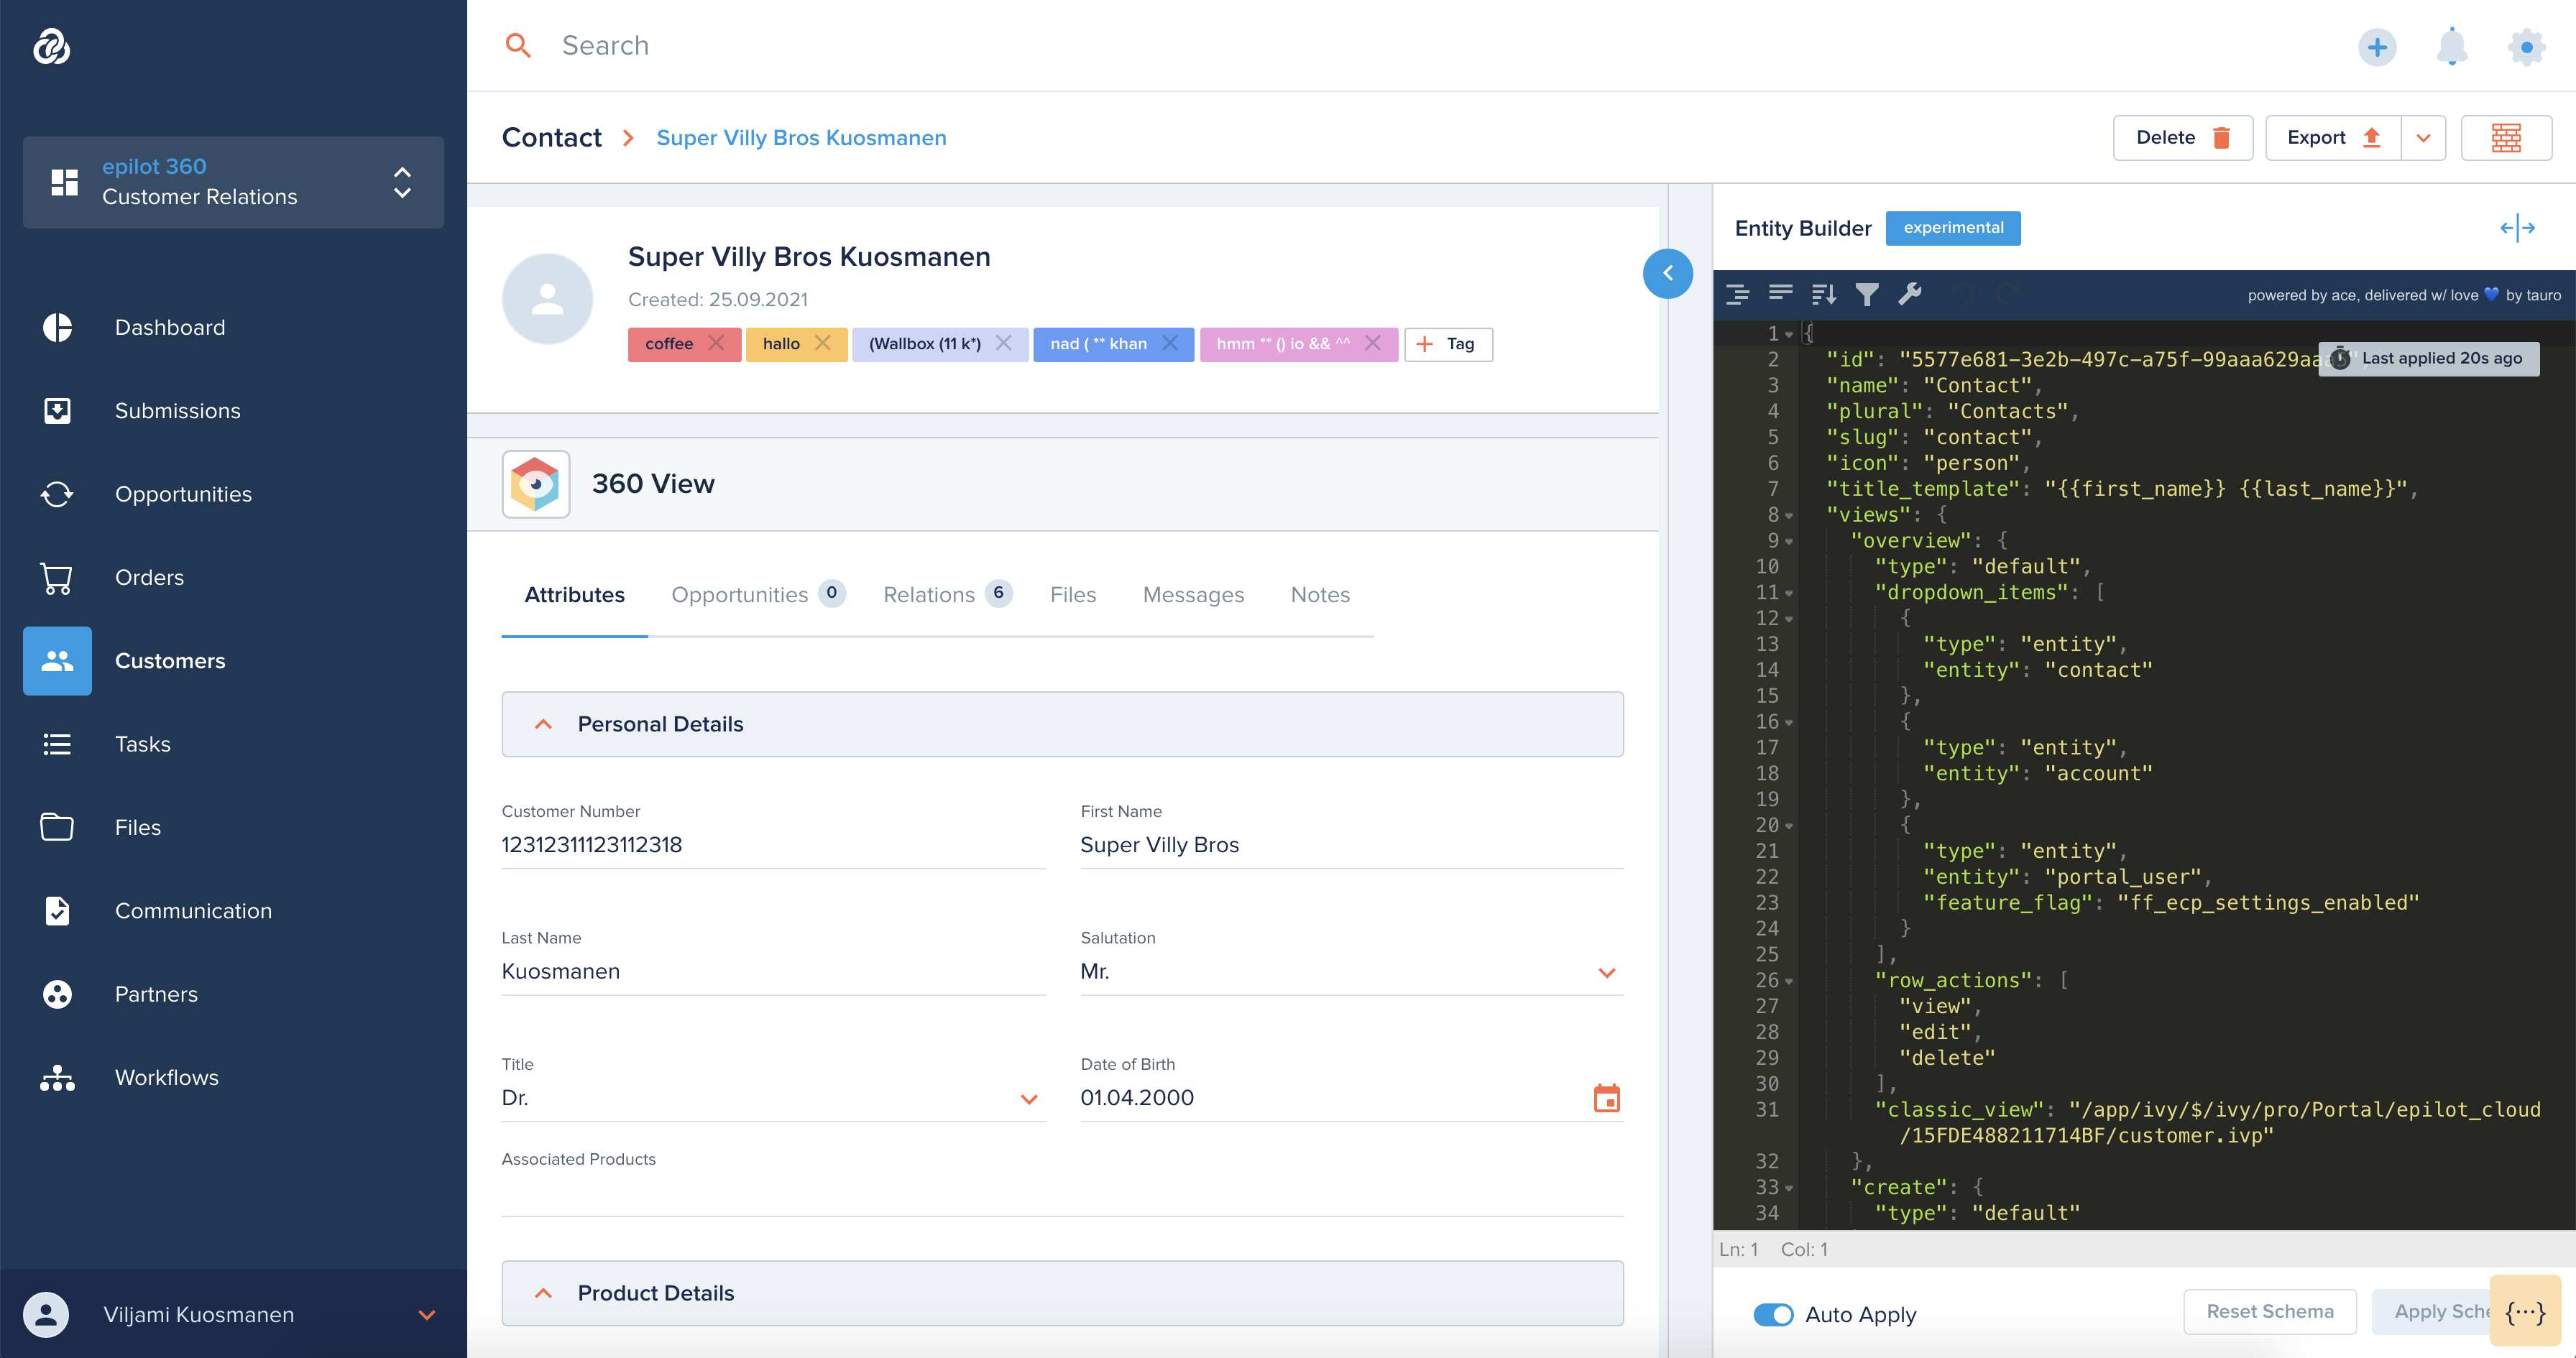 Search
epilot 360
Customer Relations
Dashboard
Submissions
Opportunities
Orders
Customers
Tasks
Files
Communication
Partners
Workflows
Viljami Kuosmanen
Contact Super Villy Bros Kuosmanen
Delete Export
Super Villy Bros Kuosmanen
Created: 25.09.2021
coffee hallo (Wallbox (11 k*) nad ( ** khan hmm ** () io && ^^ Tag
360 View
Attributes Opportunities 0 Relations 6 Files Messages Notes
Personal Details
Customer Number First Name
12312311123112318 Super Villy Bros
Last Name Salutation
Kuosmanen Mr.
Title Date of Birth
Dr. 01.04.2000
Associated Products
Product Details
Entity Builder experimental
powered by ace, delivered w/ love 💙 by tauro
Last applied 20s ago
1 {
2 "id": "5577e681-3e2b-497c-a75f-99aaa629aa
3 "name": "Contact",
4 "plural": "Contacts",
5 "slug": "contact",
6 "icon": "person",
7 "title_template": "{{first_name}} {{last_name}}",
8 "views": {
9 "overview": {
10 "type": "default",
11 "dropdown_items": [
12 {
13 "type": "entity",
14 "entity": "contact"
15 },
16 {
17 "type": "entity",
18 "entity": "account"
19 },
20 {
21 "type": "entity",
22 "entity": "portal_user",
23 "feature_flag": "ff_ecp_settings_enabled"
24 }
25 ],
26 "row_actions": [
27 "view",
28 "edit",
29 "delete"
30 ],
31 "classic_view": "/app/ivy/$/ivy/pro/Portal/epilot_cloud
/15FDE488211714BF/customer.ivp"
32 },
33 "create": {
34 "type": "default"
Ln: 1 Col: 1
Auto Apply Reset Schema Apply Sche {···}